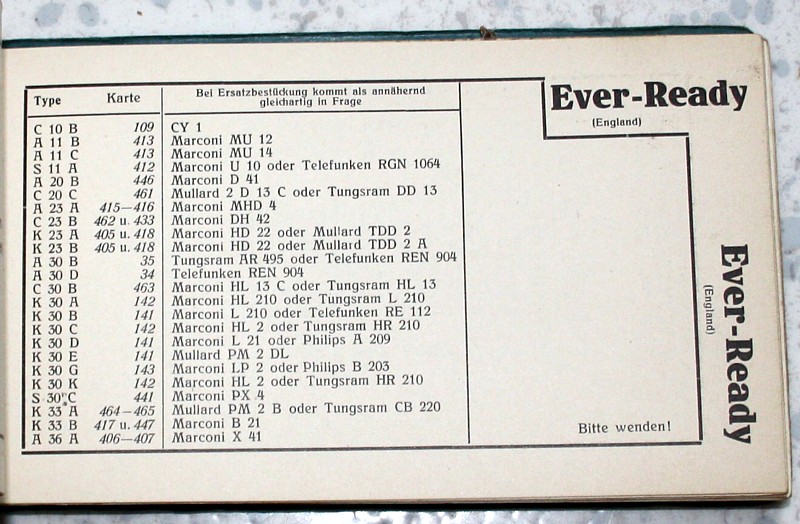 Type Karte Bei Ersatzbestückung kommt als annähernd
gleichartig in Frage
Ever-Ready
(England)
C 10 B 109 CY 1
A 11 B 413 Marconi MU 12
A 11 C 413 Marconi MU 14
S 11 A 412 Marconi U 10 oder Telefunken RGN 1064
A 20 B 446 Marconi D 41
C 20 C 461 Mullard 2 D 13 C oder Tungsram DD 13
A 23 A 415—416 Marconi MHD 4
C 23 B 462 u. 433 Marconi DH 42
K 23 A 405 u. 418 Marconi HD 22 oder Mullard TDD 2
K 23 B 405 u. 418 Marconi HD 22 oder Mullard TDD 2 A
A 30 B 35 Tungsram AR 495 oder Telefunken REN 904
A 30 D 34 Telefunken REN 904
C 30 B 463 Marconi HL 13 C oder Tungsram HL 13
K 30 A 142 Marconi HL 210 oder Tungsram L 210
K 30 B 141 Marconi L 210 oder Telefunken RE 112
K 30 C 142 Marconi HL 2 oder Tungsram HR 210
K 30 D 141 Marconi L 21 oder Philips A 209
K 30 E 141 Mullard PM 2 DL
K 30 G 143 Marconi LP 2 oder Philips B 203
K 30 K 142 Marconi HL 2 oder Tungsram HR 210
S 30 C 441 Marconi PX 4
K 33 A 464—465 Mullard PM 2 B oder Tungsram CB 220
K 33 B 417 u. 447 Marconi B 21
A 36 A 406—407 Marconi X 41
Bitte wenden!
Ever-Ready
(England)